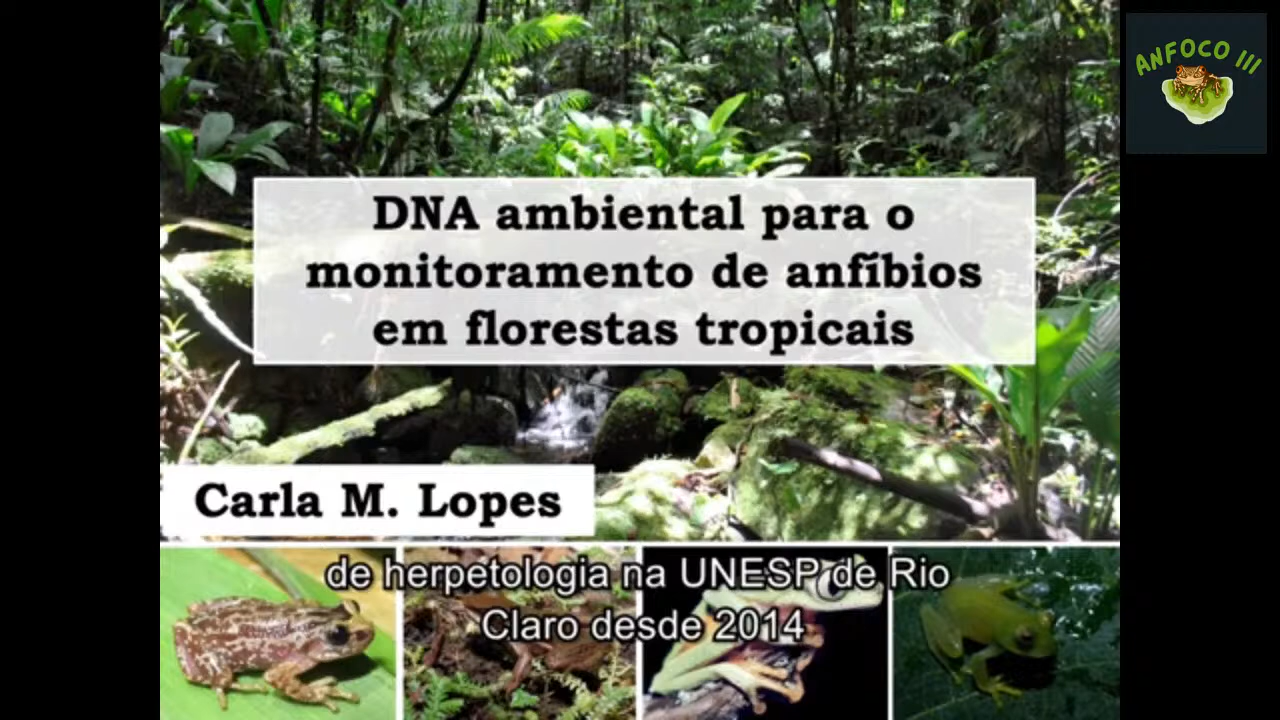 ANFOCO III
DNA ambiental para o
monitoramento de anfíbios
em florestas tropicais
Carla M. Lopes
de herpetologia na UNESP de Rio
Claro desde 2014